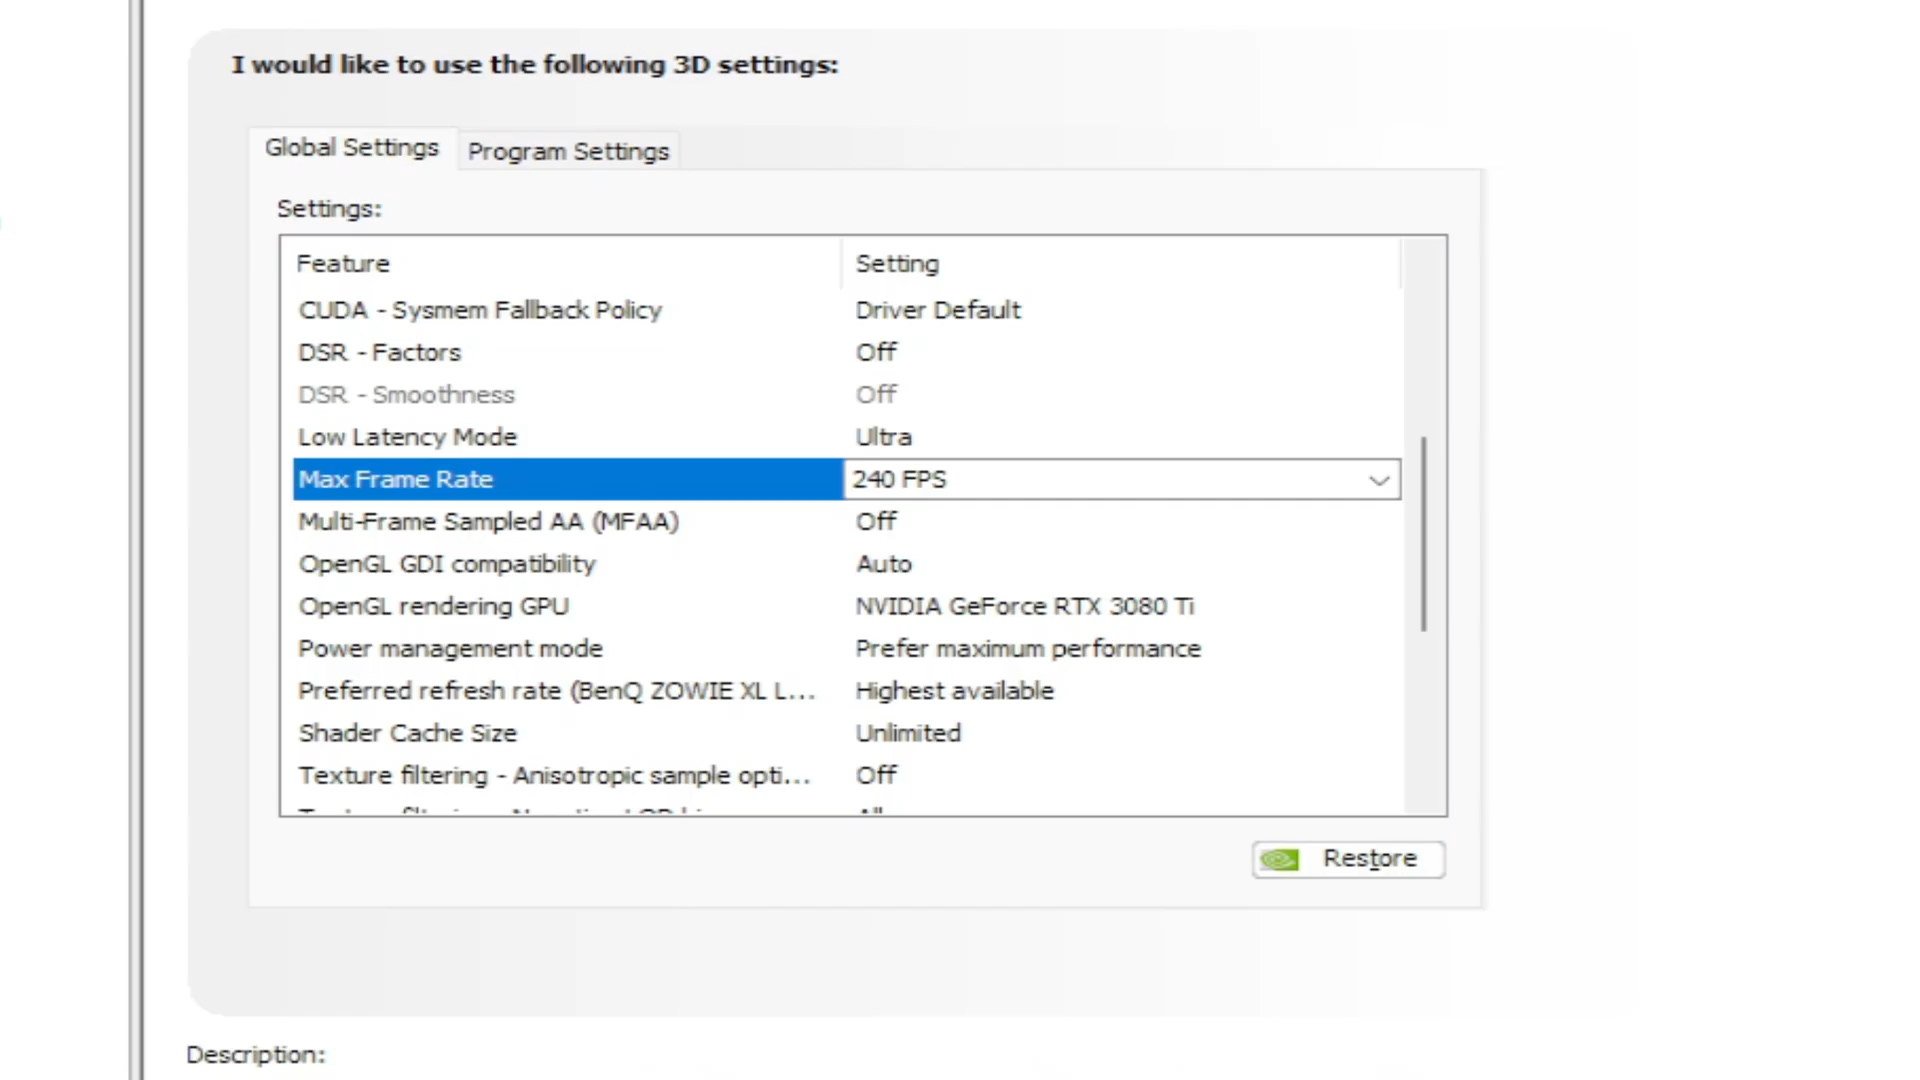 I would like to use the following 3D settings:
Global Settings Program Settings
Settings:
Feature Setting
CUDA - Sysmem Fallback Policy Driver Default
DSR - Factors Off
DSR - Smoothness Off
Low Latency Mode Ultra
Max Frame Rate 240 FPS
Multi-Frame Sampled AA (MFAA) Off
OpenGL GDI compatibility Auto
OpenGL rendering GPU NVIDIA GeForce RTX 3080 Ti
Power management mode Prefer maximum performance
Preferred refresh rate (BenQ ZOWIE XL L... Highest available
Shader Cache Size Unlimited
Texture filtering - Anisotropic sample opti... Off
Restore
Description: